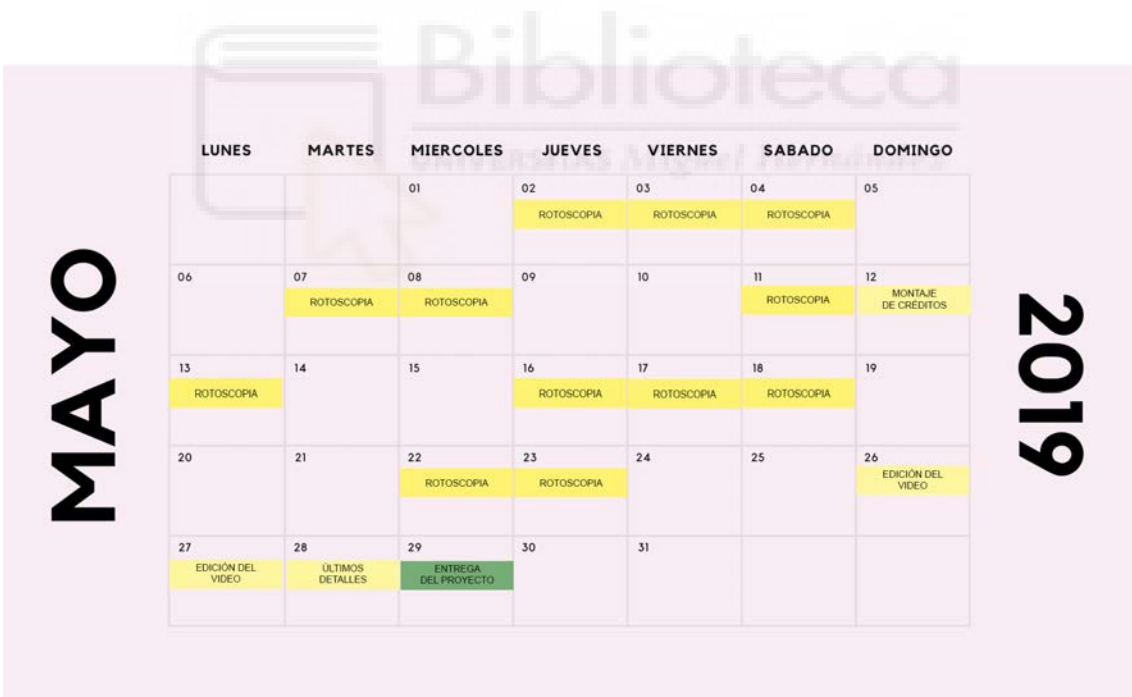 Biblioteca
UNIVERSITAS Miguel Hernández
LUNES MARTES MIERCOLES JUEVES VIERNES SABADO DOMINGO
MAYO
2019
01 02 03 04 05
ROTOSCOPIA ROTOSCOPIA ROTOSCOPIA
06 07 08 09 10 11 12
ROTOSCOPIA ROTOSCOPIA ROTOSCOPIA MONTAJE
DE CRÉDITOS
13 14 15 16 17 18 19
ROTOSCOPIA ROTOSCOPIA ROTOSCOPIA ROTOSCOPIA
20 21 22 23 24 25 26
ROTOSCOPIA ROTOSCOPIA EDICIÓN DEL
VIDEO
27 28 29 30 31
EDICIÓN DEL ÚLTIMOS ENTREGA
VIDEO DETALLES DEL PROYECTO